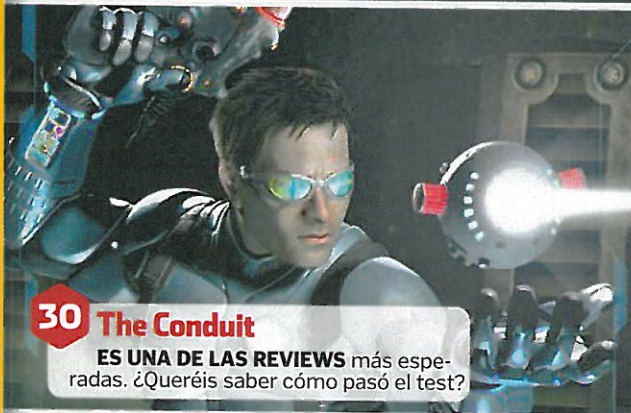 30 The Conduit
ES UNA DE LAS REVIEWS más espe-
radas. ¿Queréis saber cómo pasó el test?